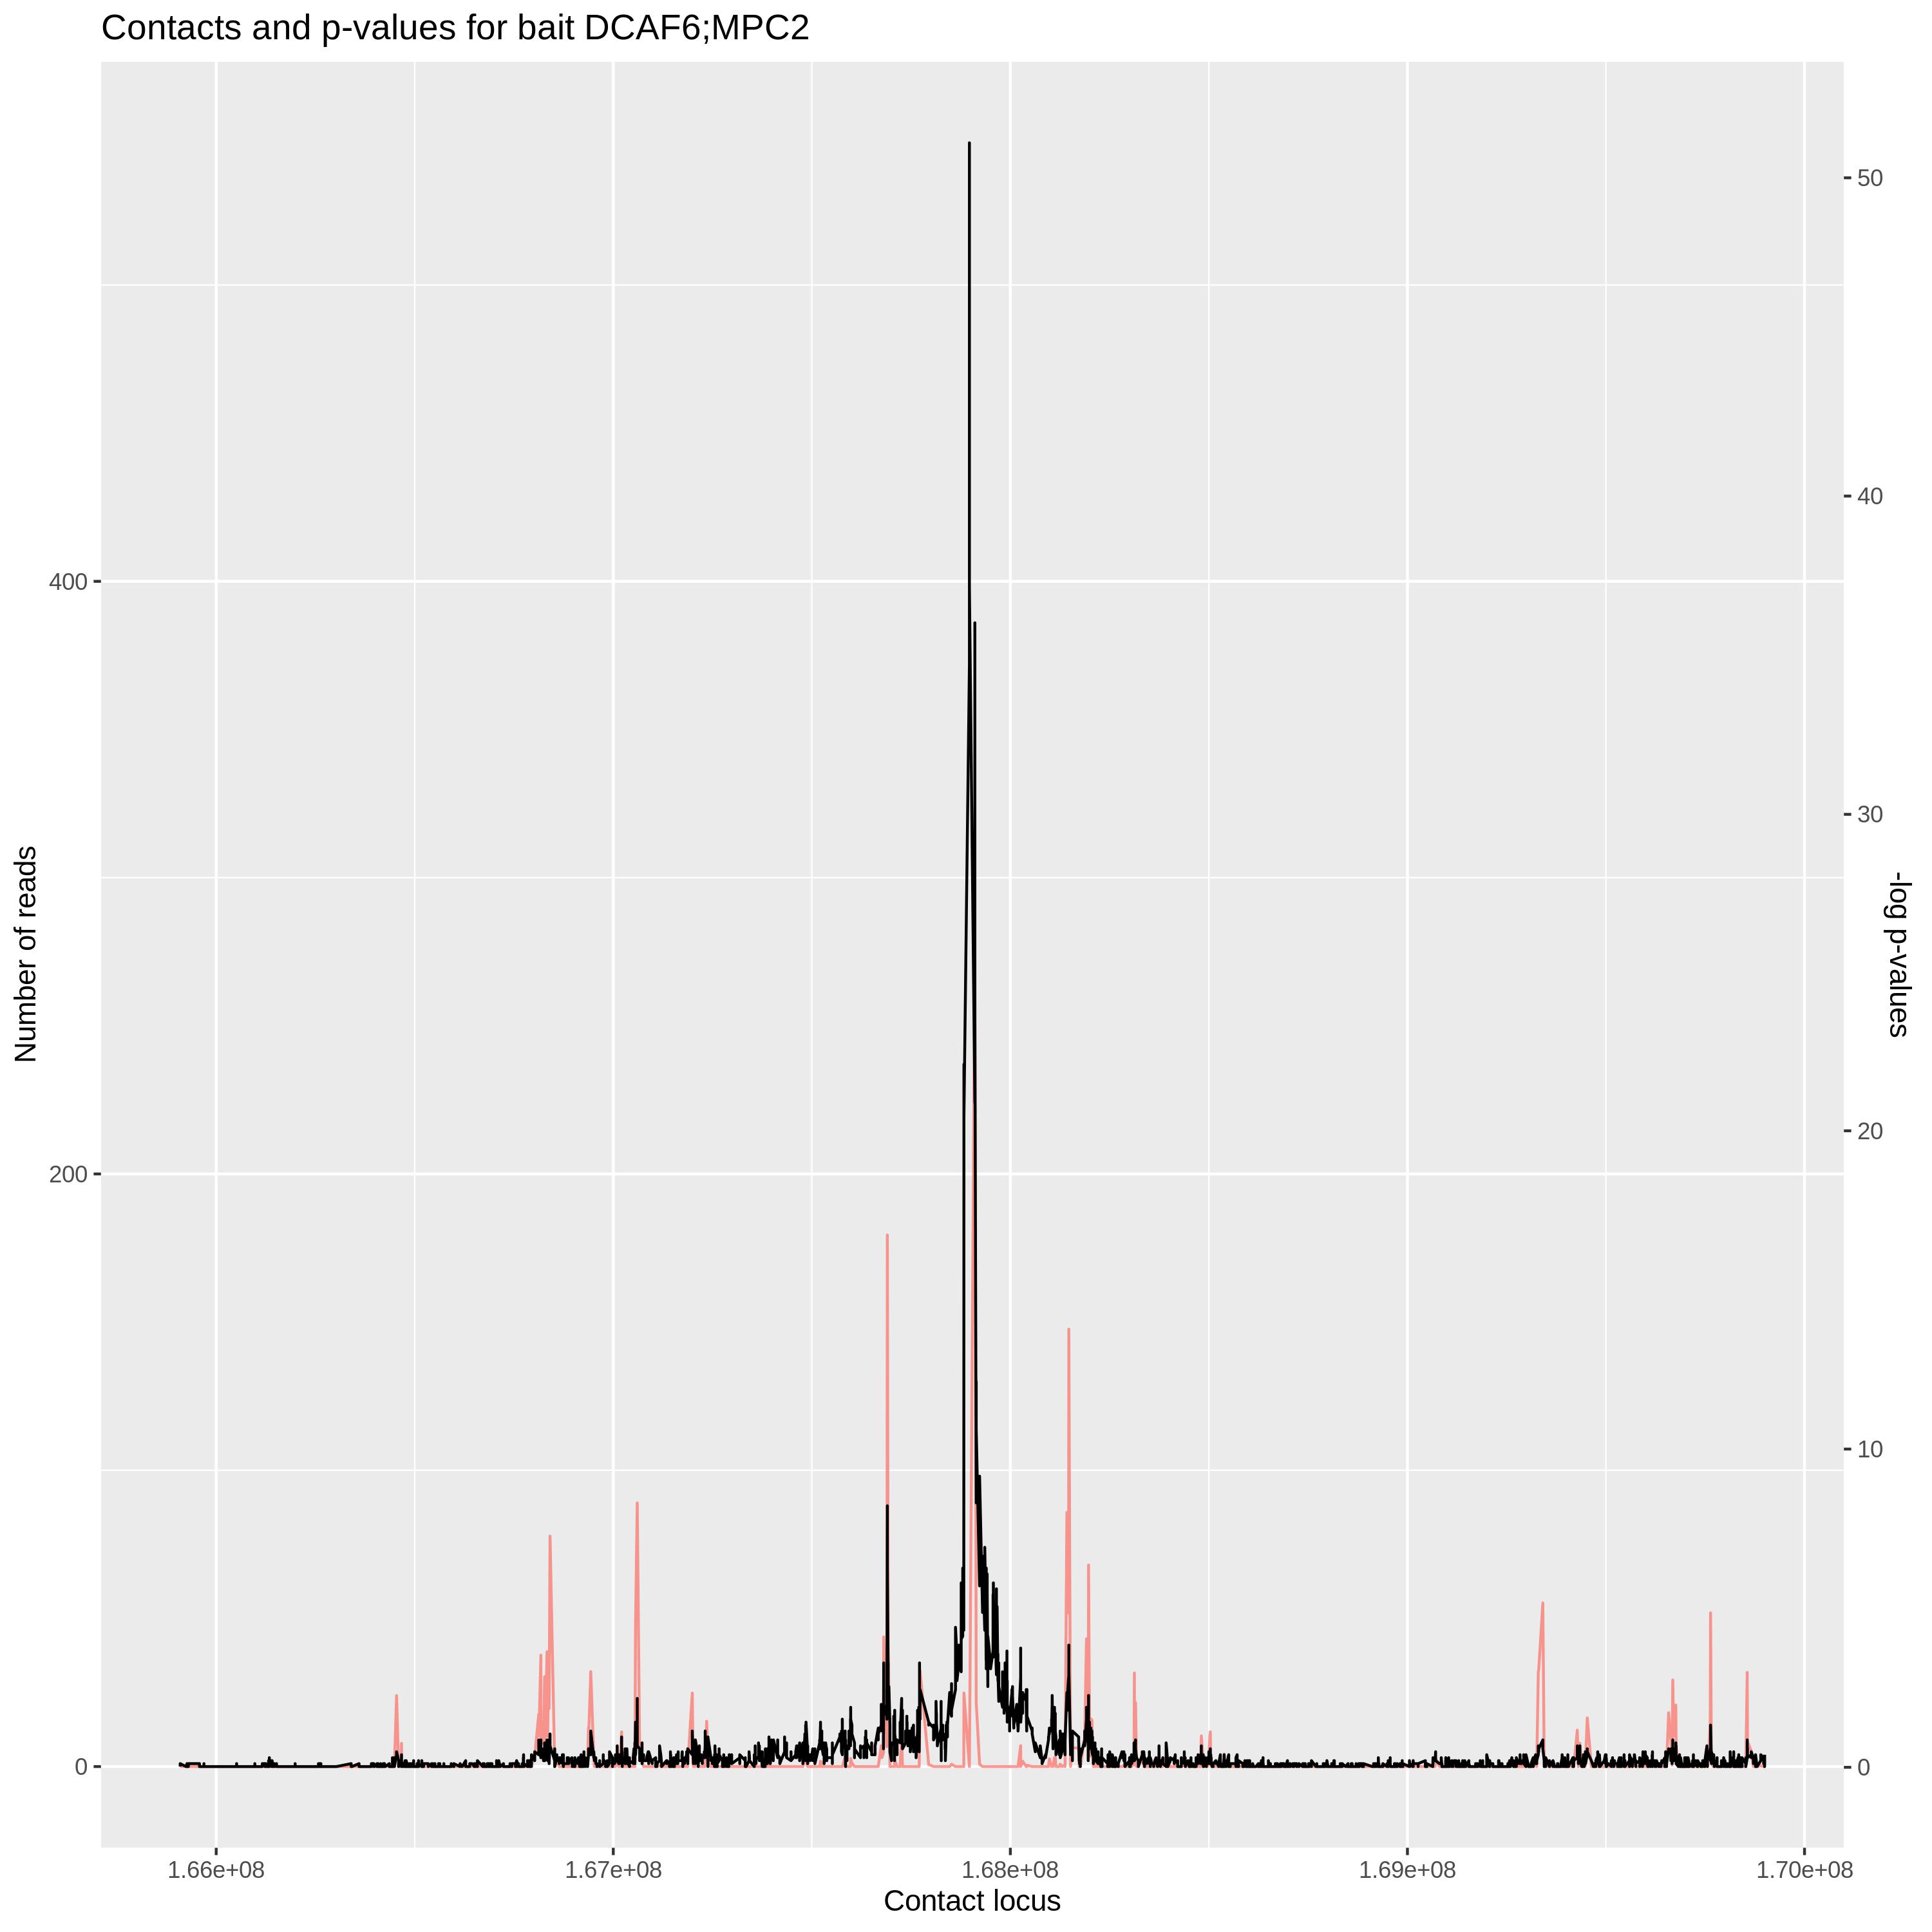 Contacts and p-values for bait DCAF6;MPC2
Number of reads
400
200
0
50
40
30
20
10
0
-log p-values
1.66e+08 1.67e+08 1.68e+08 1.69e+08 1.70e+08
Contact locus